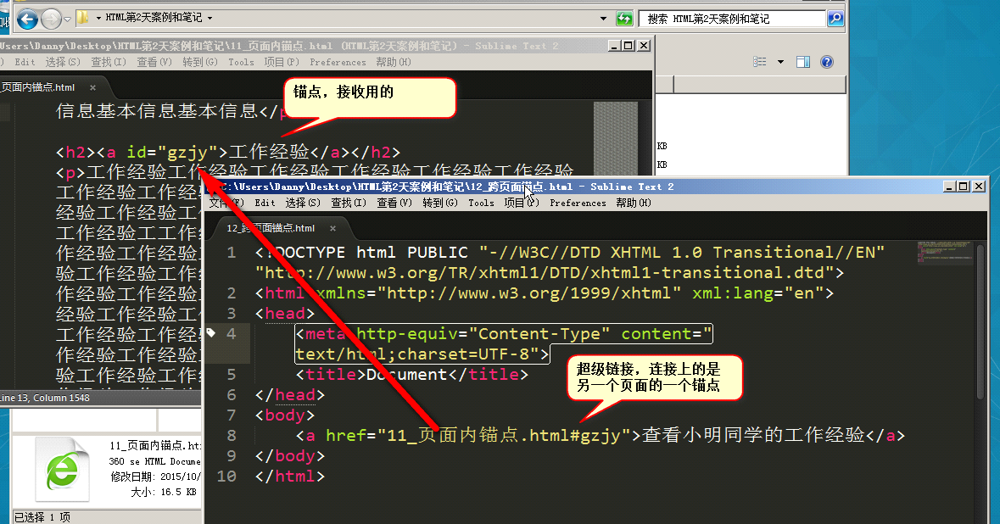 HTML第2天案例和笔记
搜索 HTML第2天案例和笔记
Users\Danny\Desktop\HTML第2天案例和笔记\11_页面内锚点.html (HTML第2天案例和笔记) - Sublime Text 2
) Edit 选择(S) 查找(I) 查看(V) 转到(G) Tools 项目(P) Preferences 帮助(H)
_页面内锚点.html ×
锚点，接收用的
信息基本信息基本信息</p
<h2><a id="gzjy">工作经验</a></h2>
<p>工作经验工作经验工作经验工作经验工作经验工作经验
工作经验工作
经验工作经验工
工作经验工工作经
作经验工作经
验工作经验工作
作经验工作经
经验工作经验工
工作经验工作
作经验工作经
验工作经验工作
Line 13, Column 1548
KB
KB
C:\Users\Danny\Desktop\HTML第2天案例和笔记\12_跨页面锚点.html - Sublime Text 2
文件(F) Edit 选择(S) 查找(I) 查看(V) 转到(G) Tools 项目(P) Preferences 帮助(H)
12_跨页面锚点.html ×
1 <!DOCTYPE html PUBLIC "-//W3C//DTD XHTML 1.0 Transitional//EN"
"http://www.w3.org/TR/xhtml1/DTD/xhtml1-transitional.dtd">
2 <html xmlns="http://www.w3.org/1999/xhtml" xml:lang="en">
3 <head>
4 <meta http-equiv="Content-Type" content="
text/html;charset=UTF-8">
5 <title>Document</title>
6 </head>
7 <body>
8 <a href="11_页面内锚点.html#gzjy">查看小明同学的工作经验</a>
9 </body>
10 </html>
超级链接，连接上的是
另一个页面的一个锚点
11_页面内锚点.ht
360 se HTML Docume
修改日期: 2015/10/
大小: 16.5 KB
已选择 1 项